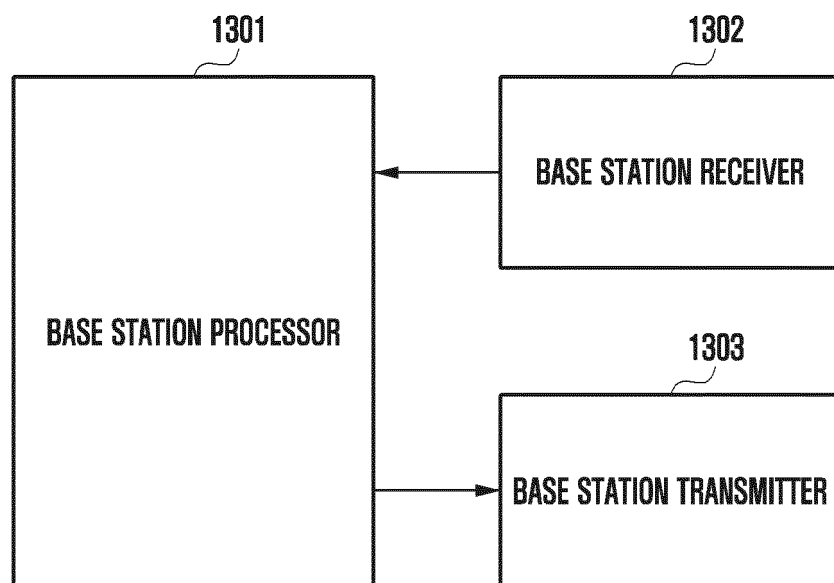 1301
1302
BASE STATION RECEIVER
BASE STATION PROCESSOR
1303
BASE STATION TRANSMITTER